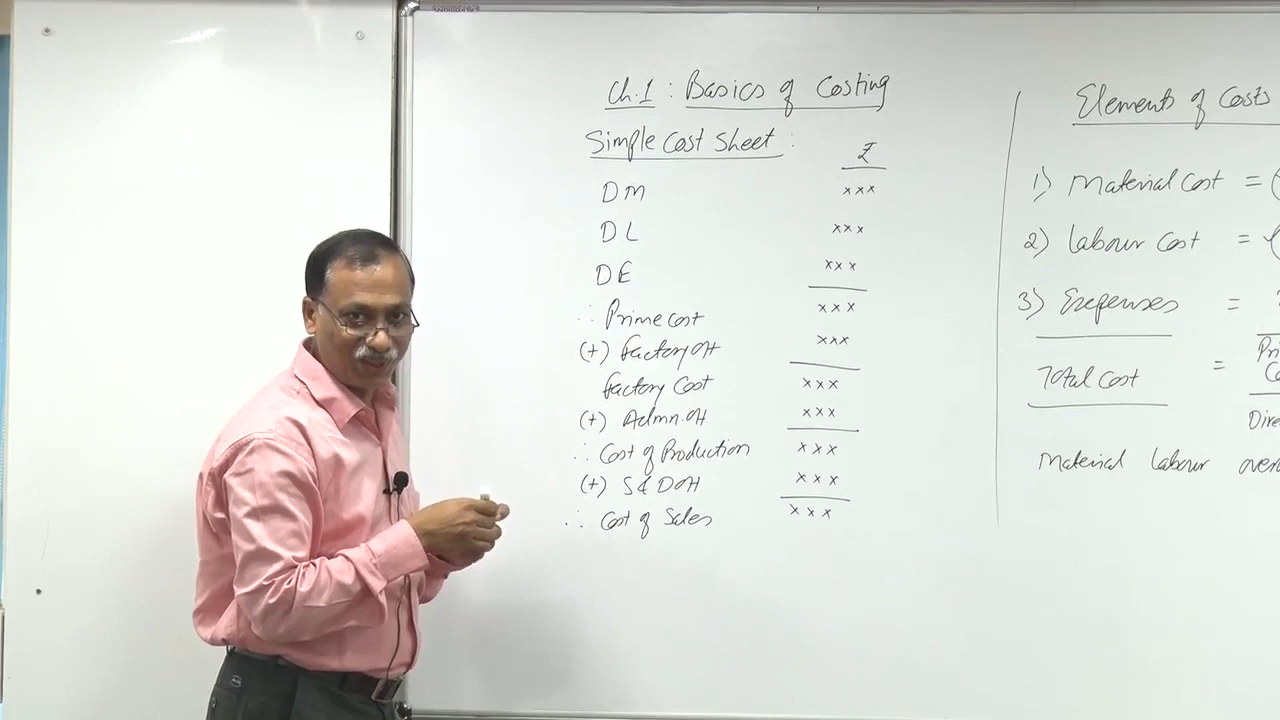 Ch.1 : Basics of Costing
Simple Cost Sheet :
₹
DM xxx
DL xxx
DE xxx
∴ Prime cost xxx
(+) Factory OH xxx
Factory Cost xxx
(+) Admn. OH xxx
∴ Cost of Production xxx
(+) S & D OH xxx
∴ Cost of Sales xxx
Elements of Costs
1) Material Cost = (
2) Labour Cost =
3) Expenses =
Total Cost =
Material Labour